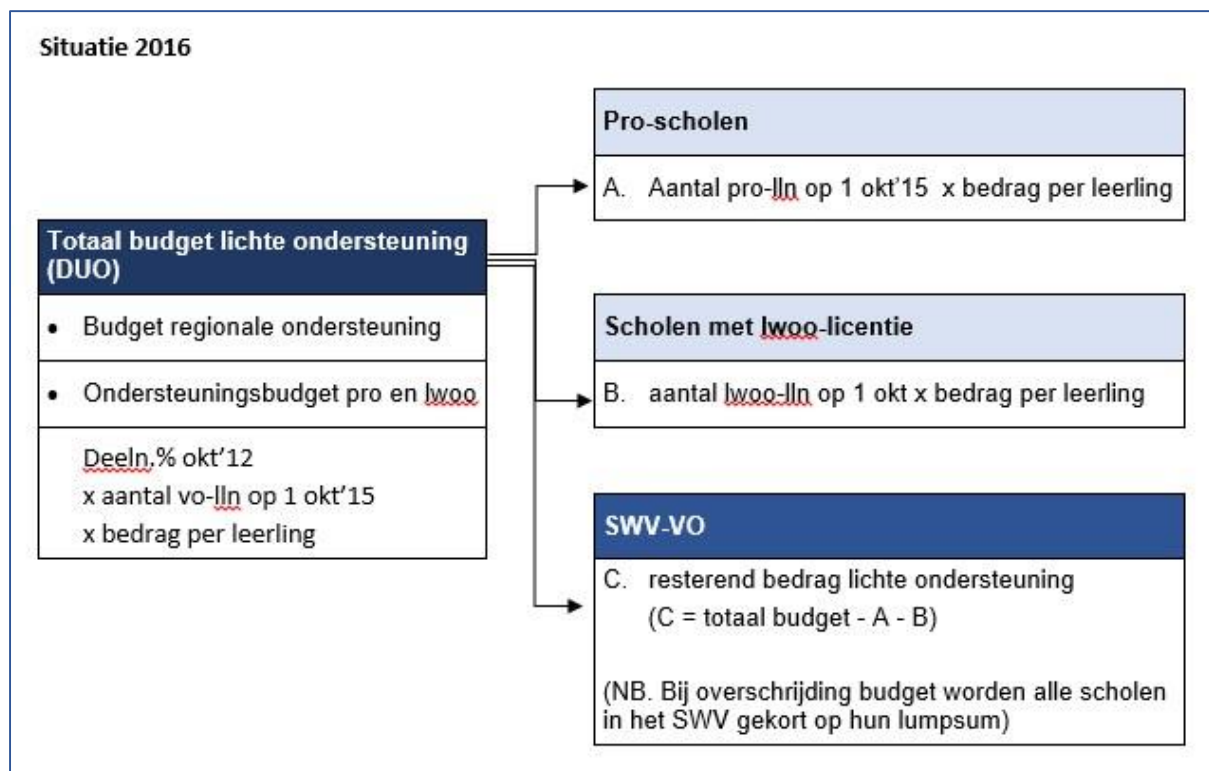 Situatie 2016
Totaal budget lichte ondersteuning
(DUO)
• Budget regionale ondersteuning
• Ondersteuningsbudget pro en lwoo
Deeln.% okt’12
x aantal vo-lln op 1 okt’15
x bedrag per leerling
Pro-scholen
A. Aantal pro-lln op 1 okt’15 x bedrag per leerling
Scholen met lwoo-licentie
B. aantal lwoo-lln op 1 okt x bedrag per leerling
SWV-VO
C. resterend bedrag lichte ondersteuning
(C = totaal budget - A - B)
(NB. Bij overschrijding budget worden alle scholen
in het SWV gekort op hun lumpsum)